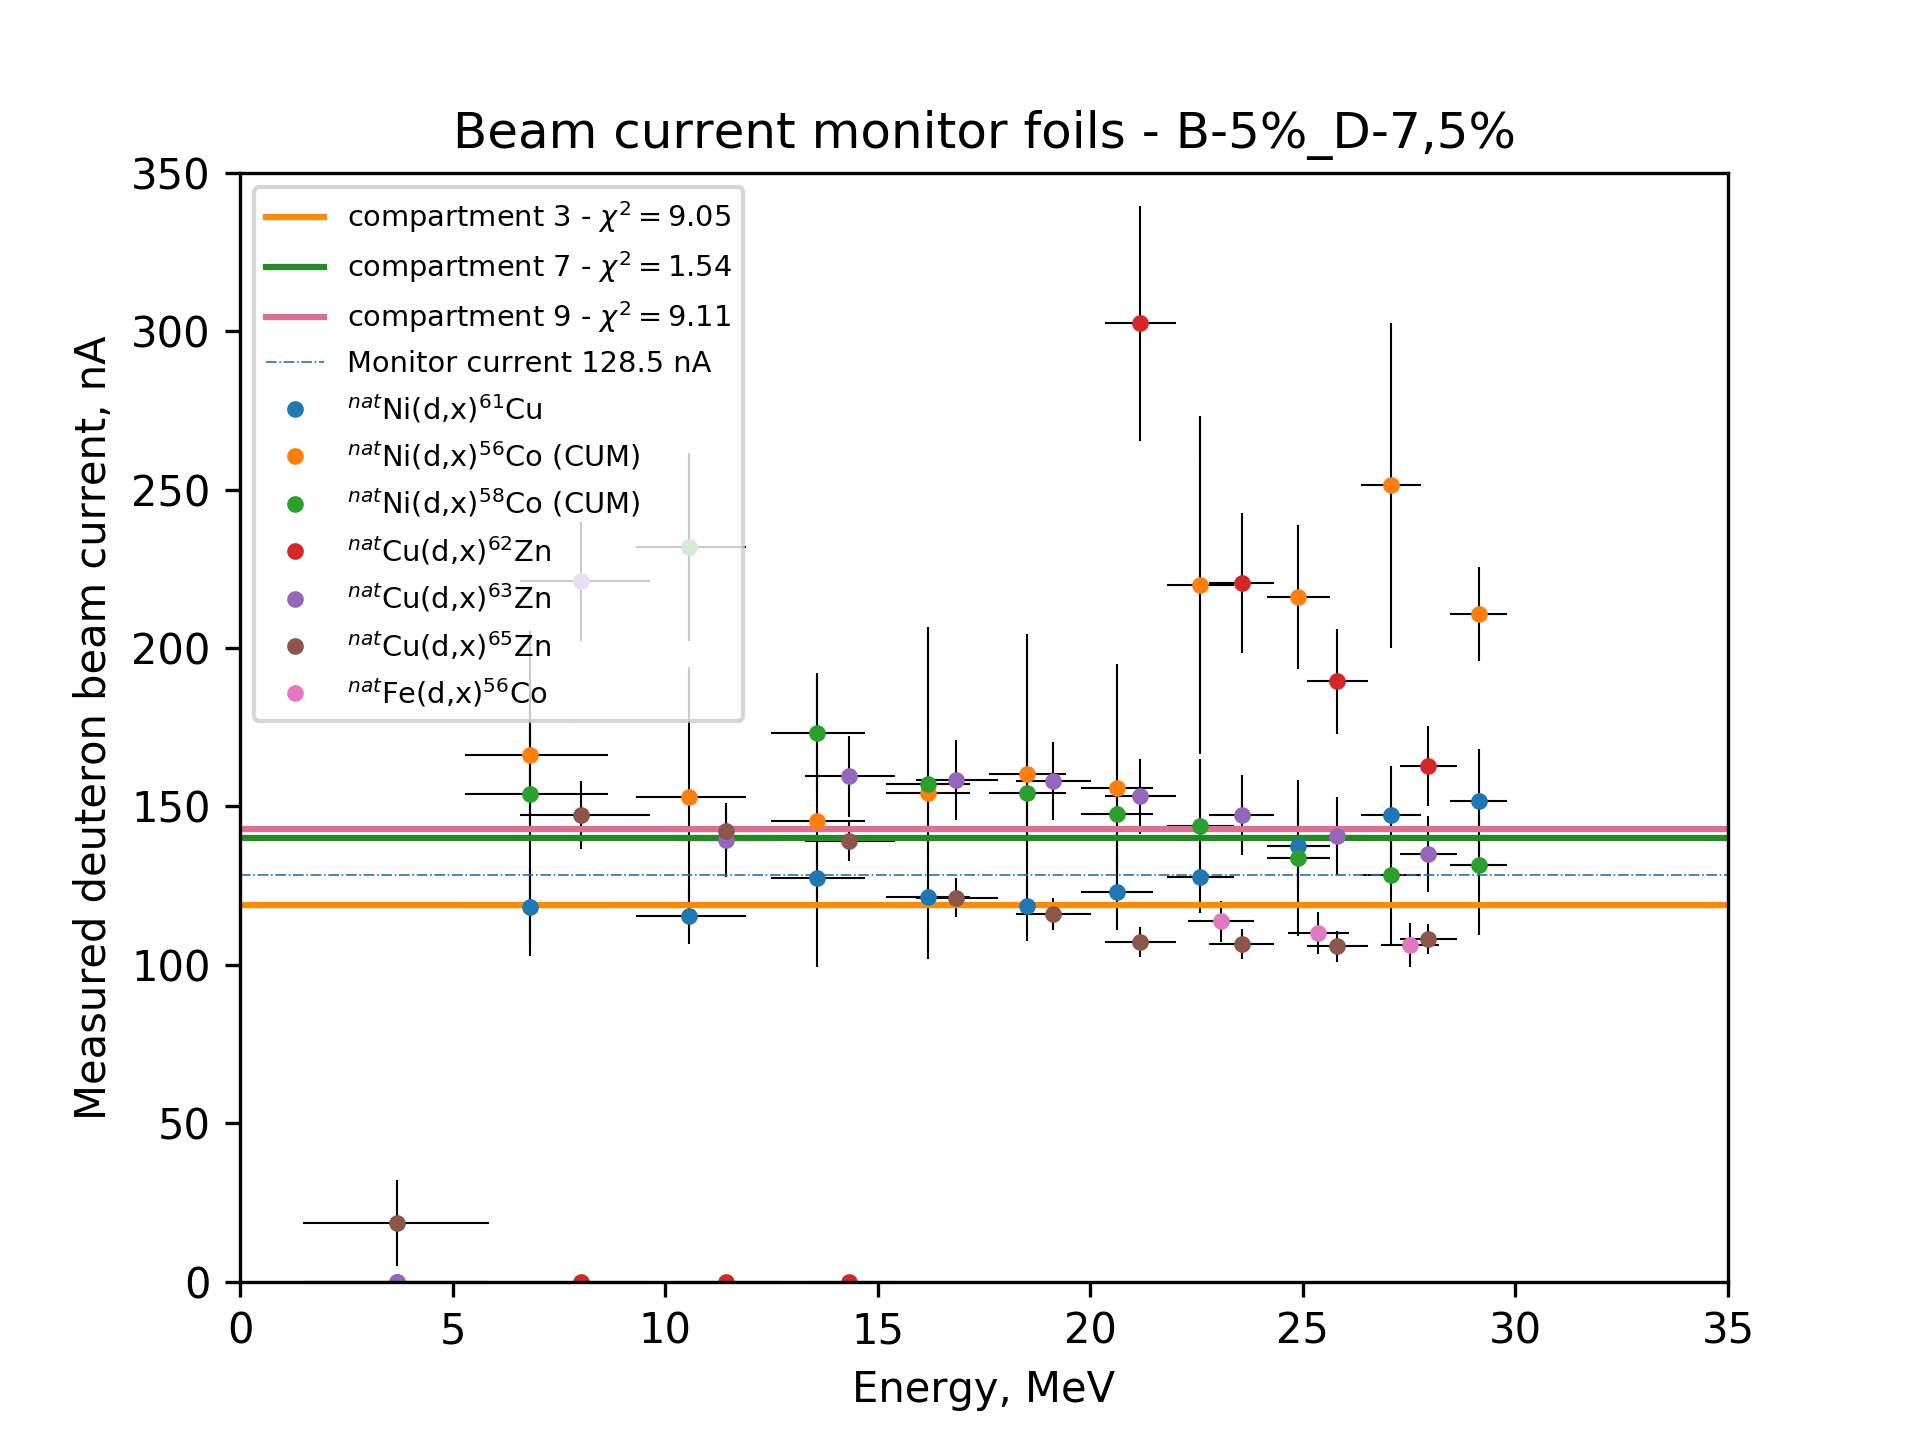 Beam current monitor foils - B-5%_D-7,5%
Measured deuteron beam current, nA
350
300
250
200
150
100
50
0
compartment 3 - χ² = 9.05
compartment 7 - χ² = 1.54
compartment 9 - χ² = 9.11
Monitor current 128.5 nA
ⁿᵃᵗNi(d,x)⁶¹Cu
ⁿᵃᵗNi(d,x)⁵⁶Co (CUM)
ⁿᵃᵗNi(d,x)⁵⁸Co (CUM)
ⁿᵃᵗCu(d,x)⁶²Zn
ⁿᵃᵗCu(d,x)⁶³Zn
ⁿᵃᵗCu(d,x)⁶⁵Zn
ⁿᵃᵗFe(d,x)⁵⁶Co
0 5 10 15 20 25 30 35
Energy, MeV